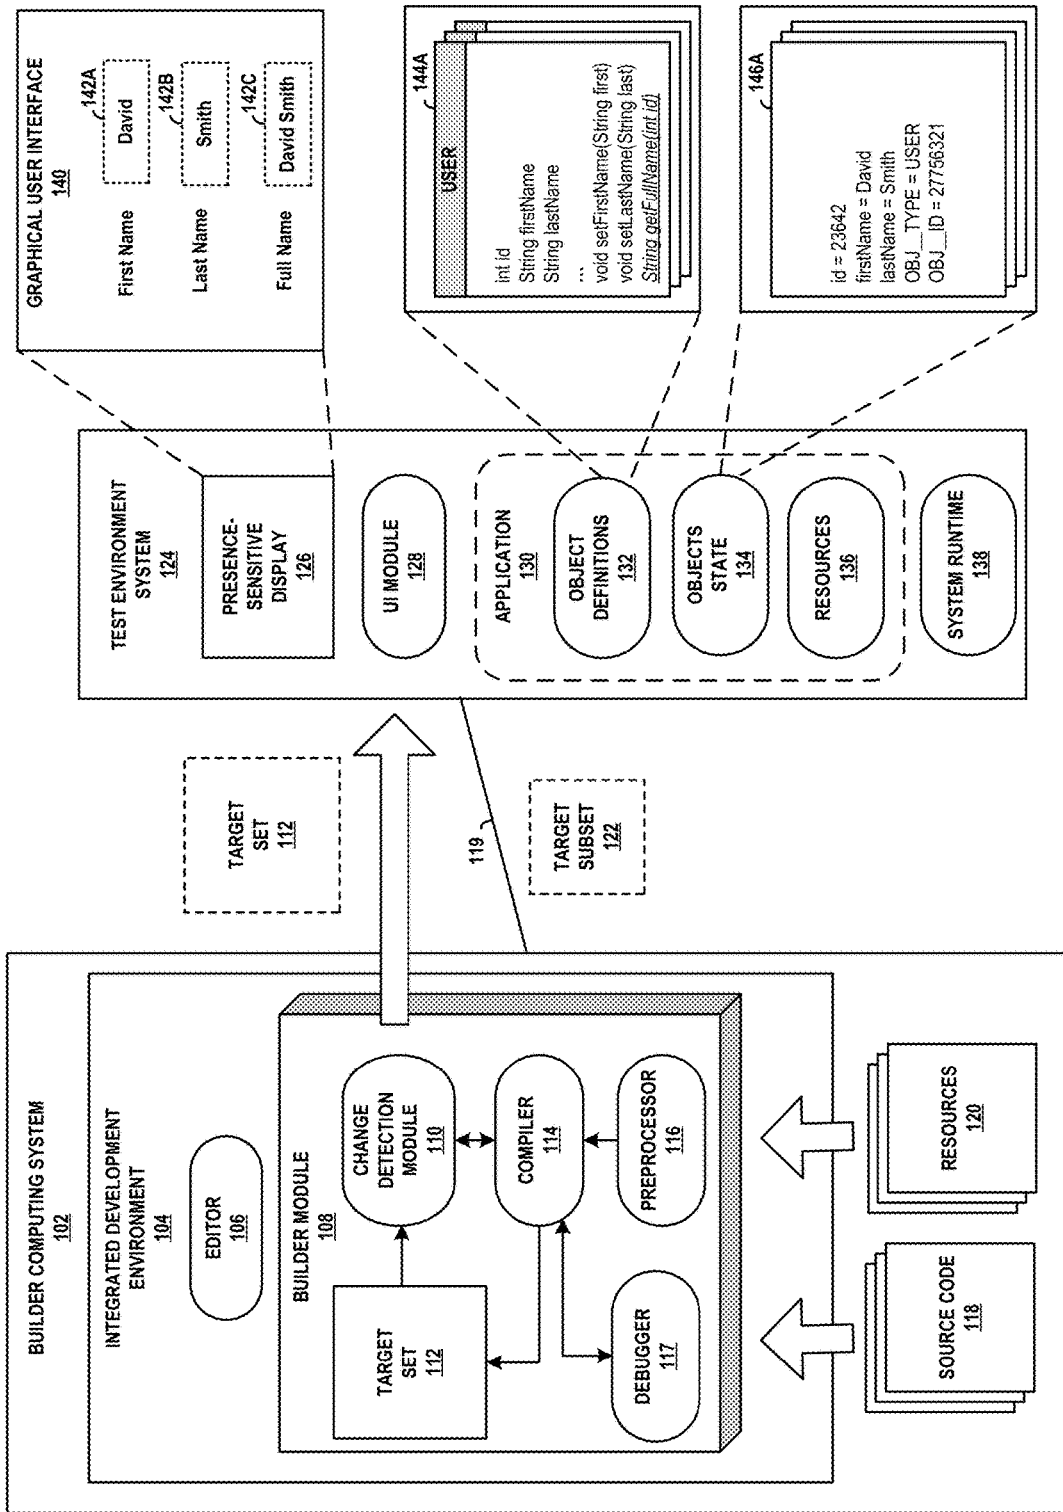 BUILDER COMPUTING SYSTEM
102
INTEGRATED DEVELOPMENT
ENVIRONMENT
104
EDITOR
106
BUILDER MODULE
108
TARGET
SET
112
CHANGE
DETECTION
MODULE
110
COMPILER
114
DEBUGGER
117
PREPROCESSOR
116
SOURCE CODE
118
RESOURCES
120
TARGET
SET
112
119
TARGET
SUBSET
122
TEST ENVIRONMENT
SYSTEM
124
PRESENCE-
SENSITIVE
DISPLAY
126
UI MODULE
128
APPLICATION
130
OBJECT
DEFINITIONS
132
OBJECTS
STATE
134
RESOURCES
136
SYSTEM RUNTIME
138
GRAPHICAL USER INTERFACE
140
142A
First Name
David
142B
Last Name
Smith
142C
Full Name
David Smith
144A
USER
int id
String firstName
String lastName
...
void setFirstName(String first)
void setLastName(String last)
String getFullName(int id)
146A
id = 23642
firstName = David
lastName = Smith
OBJ_TYPE = USER
OBJ_ID = 27756321